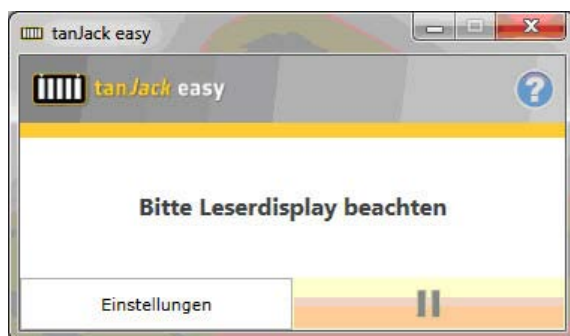 tanJack easy
tanJack easy
?
Bitte Leserdisplay beachten
Einstellungen